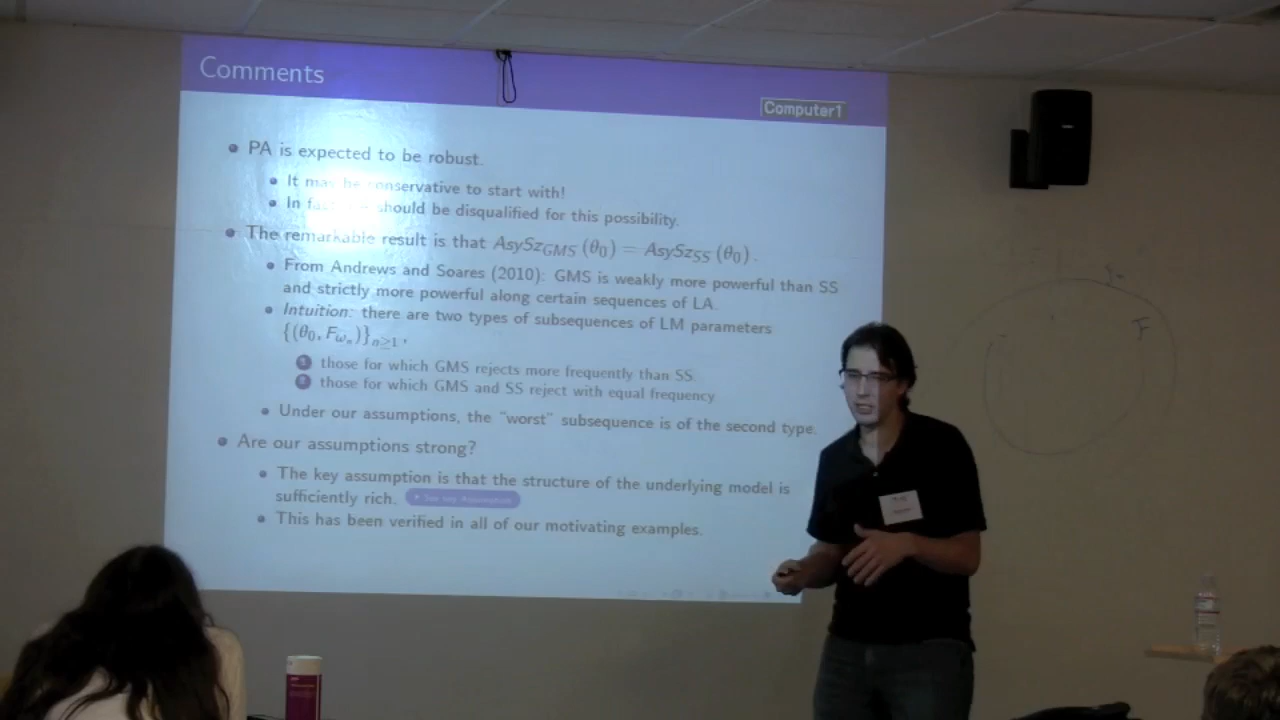 Comments
Computer1
PA is expected to be robust.
It may be conservative to start with!
In fact should be disqualified for this possibility.
The remarkable result is that AsySz_GMS (θ₀) = AsySz_SS (θ₀).
From Andrews and Soares (2010): GMS is weakly more powerful than SS
and strictly more powerful along certain sequences of LA.
Intuition: there are two types of subsequences of LM parameters
{(θ₀, F_ωₙ)}ₙ≥₁,
1 those for which GMS rejects more frequently than SS.
2 those for which GMS and SS reject with equal frequency
Under our assumptions, the "worst" subsequence is of the second type.
Are our assumptions strong?
The key assumption is that the structure of the underlying model is
sufficiently rich. See key Assumption
This has been verified in all of our motivating examples.
F